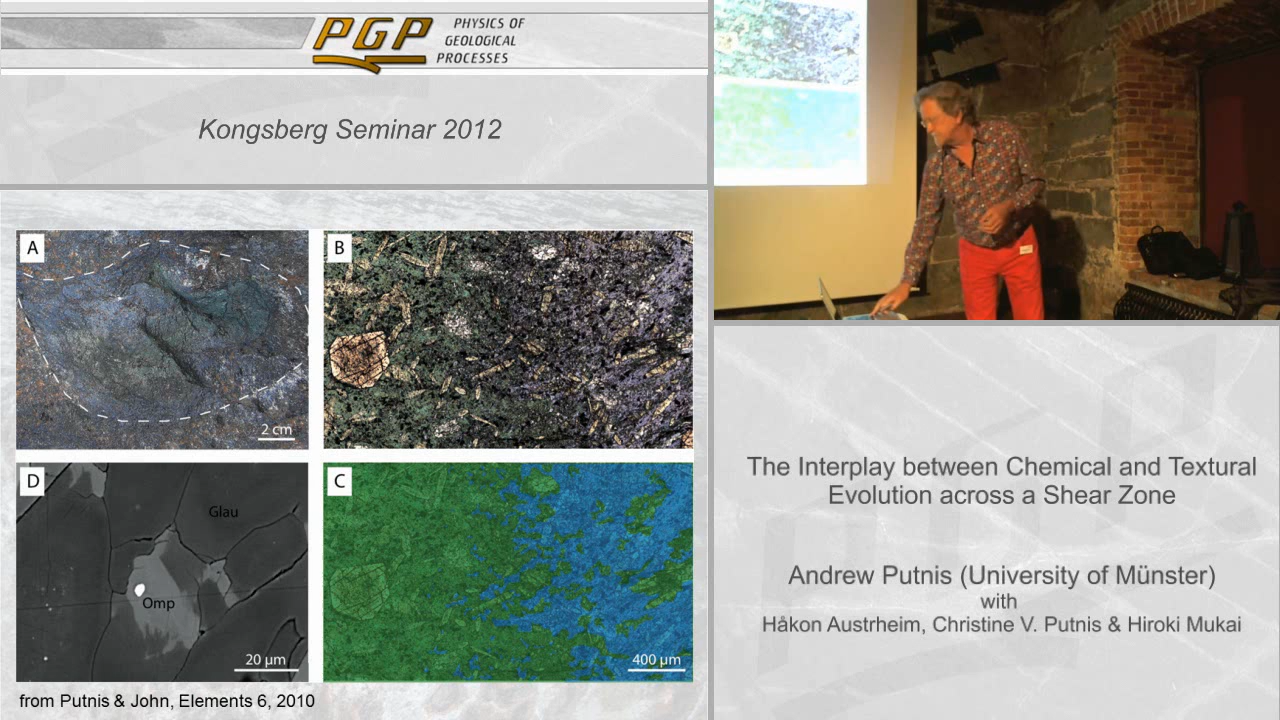 PGP
PHYSICS OF
GEOLOGICAL
PROCESSES
Kongsberg Seminar 2012
A
2 cm
B
D
Glau
Omp
20 µm
C
400 µm
from Putnis & John, Elements 6, 2010
The Interplay between Chemical and Textural
Evolution across a Shear Zone
Andrew Putnis (University of Münster)
with
Håkon Austrheim, Christine V. Putnis & Hiroki Mukai